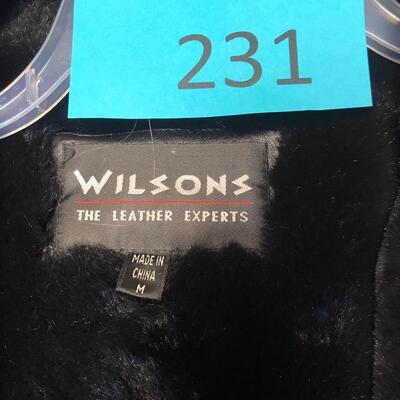 231
WILSONS
THE LEATHER EXPERTS
MADE IN
CHINA
M